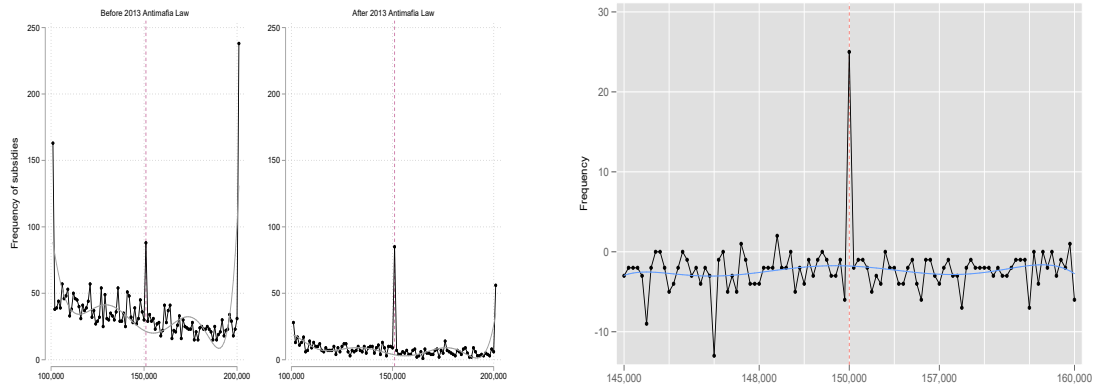 Before 2013 Antimafia Law
250
200
150
100
50
0
Frequency of subsidies
100,000 150,000 200,000
After 2013 Antimafia Law
250
200
150
100
50
0
100,000 150,000 200,000
30
20
10
0
-10
Frequency
145,000 148,000 150,000 157,000 160,000